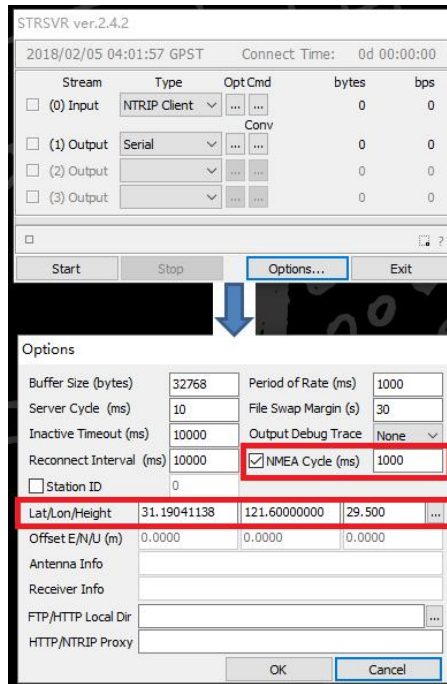 STRSVR ver.2.4.2
2018/02/05 04:01:57 GPST Connect Time: 0d 00:00:00
Stream Type Opt Cmd bytes bps
(0) Input NTRIP Client ... ... 0 0
Conv
(1) Output Serial ... ... 0 0
(2) Output ... ... 0 0
(3) Output ... ... 0 0
?
Start Stop Options... Exit
Options
Buffer Size (bytes) 32768 Period of Rate (ms) 1000
Server Cycle (ms) 10 File Swap Margin (s) 30
Inactive Timeout (ms) 10000 Output Debug Trace None
Reconnect Interval (ms) 10000 NMEA Cycle (ms) 1000
Station ID 0
Lat/Lon/Height 31.19041138 121.60000000 29.500 ...
Offset E/N/U (m) 0.0000 0.0000 0.0000
Antenna Info
Receiver Info
FTP/HTTP Local Dir ...
HTTP/NTRIP Proxy
OK Cancel